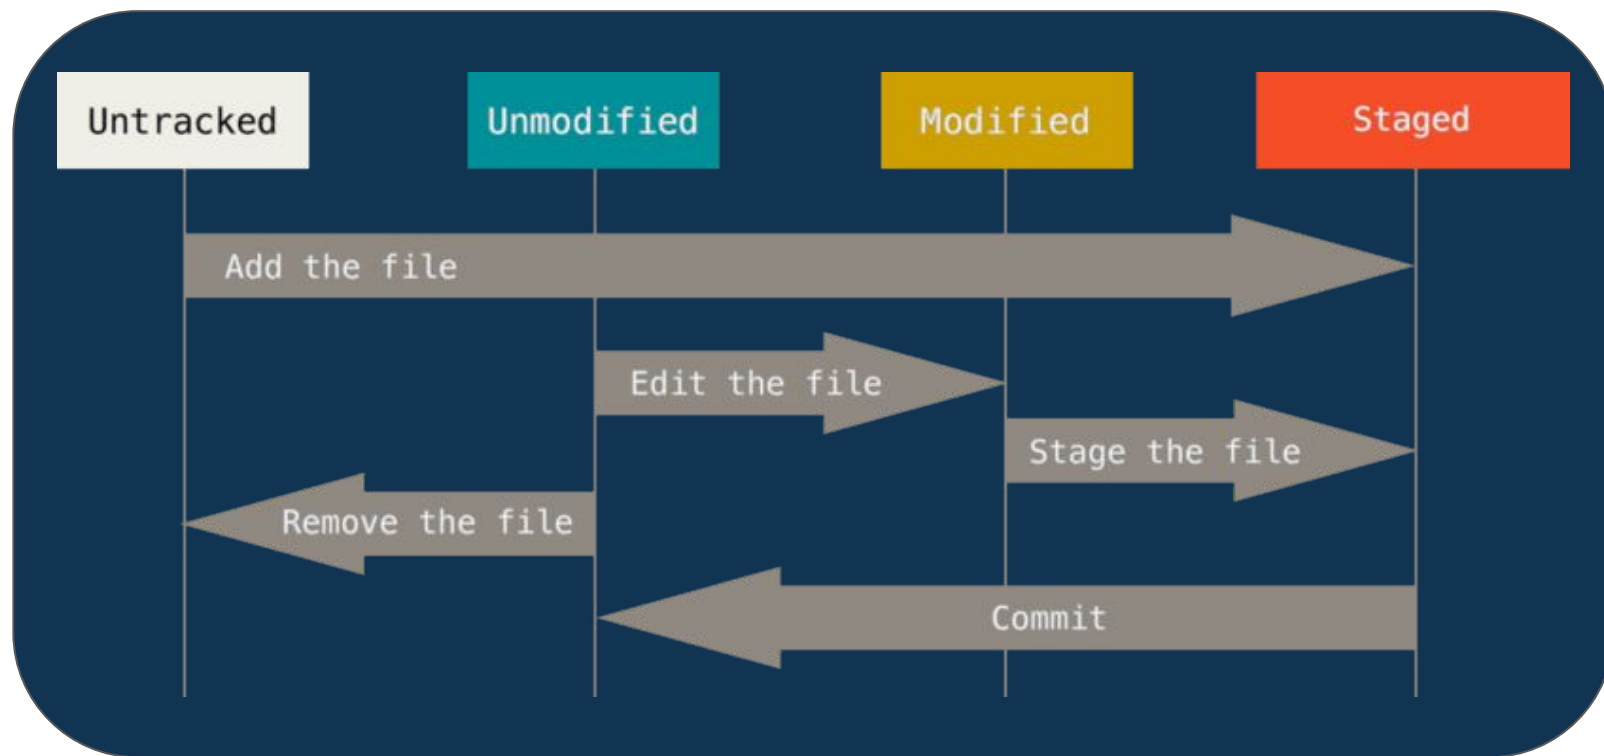 Untracked
Unmodified
Modified
Staged
Add the file
Edit the file
Stage the file
Remove the file
Commit